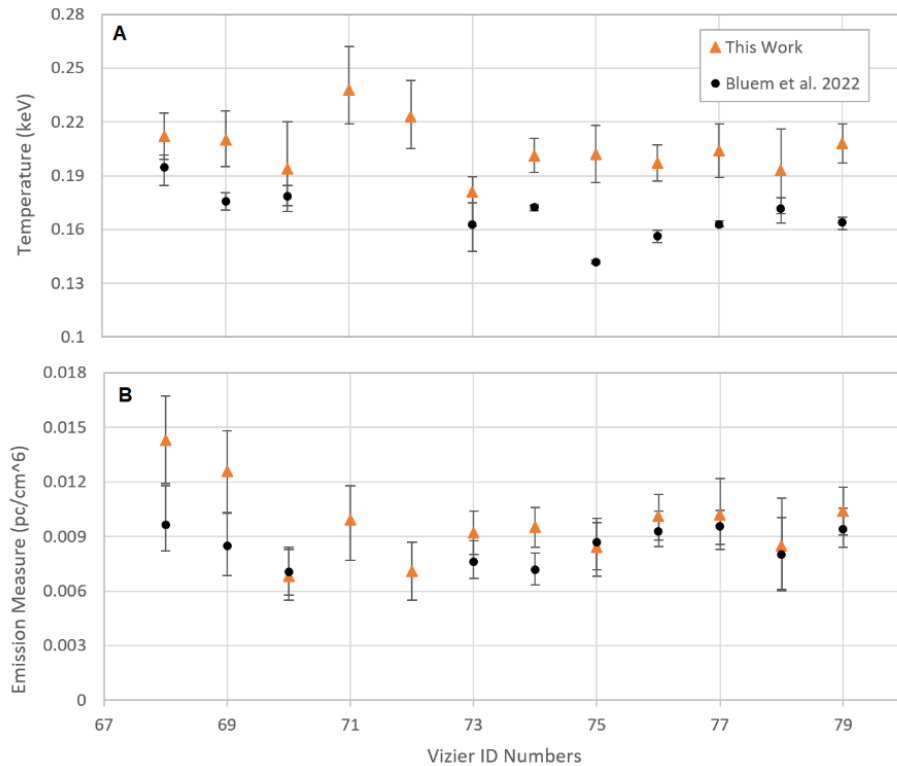 A
This Work
Bluem et al. 2022
Temperature (keV)
0.28
0.25
0.22
0.19
0.16
0.13
0.1
B
Emission Measure (pc/cm^6)
0.018
0.015
0.012
0.009
0.006
0.003
0
67 69 71 73 75 77 79
Vizier ID Numbers